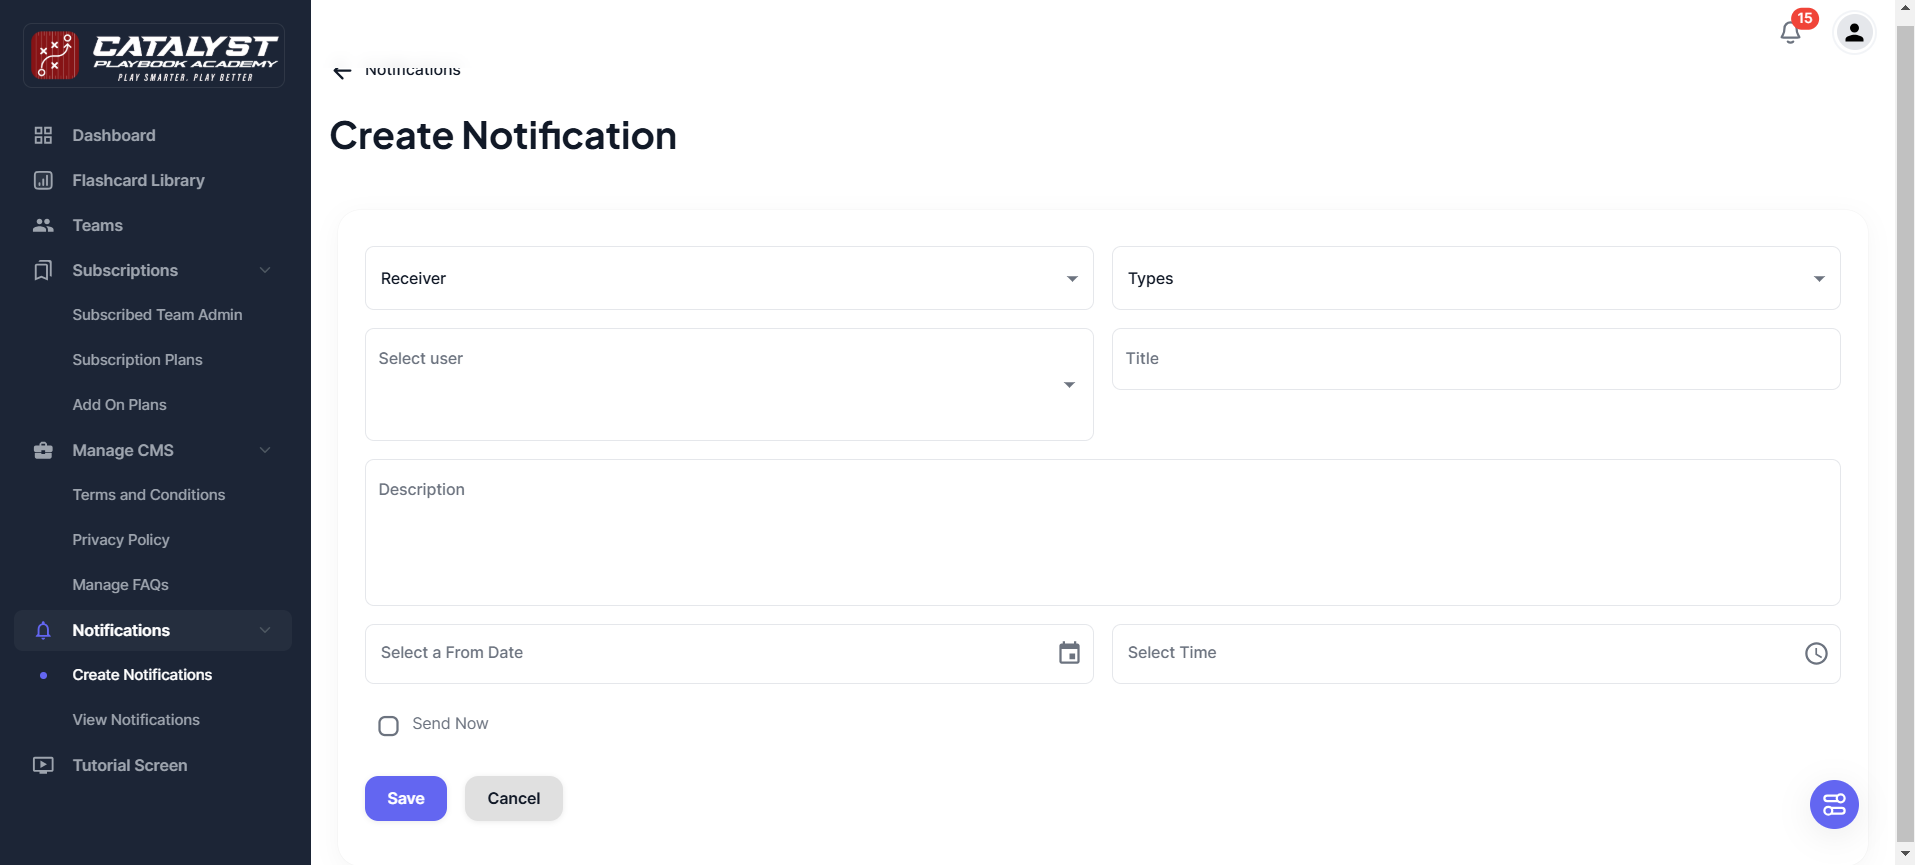 CATALYST
PLAYBOOK ACADEMY
PLAY SMARTER. PLAY BETTER
15
Notifications
Create Notification
Dashboard
Flashcard Library
Teams
Subscriptions
Subscribed Team Admin
Subscription Plans
Add On Plans
Manage CMS
Terms and Conditions
Privacy Policy
Manage FAQs
Notifications
Create Notifications
View Notifications
Tutorial Screen
Receiver
Types
Select user
Title
Description
Select a From Date
Select Time
Send Now
Save
Cancel